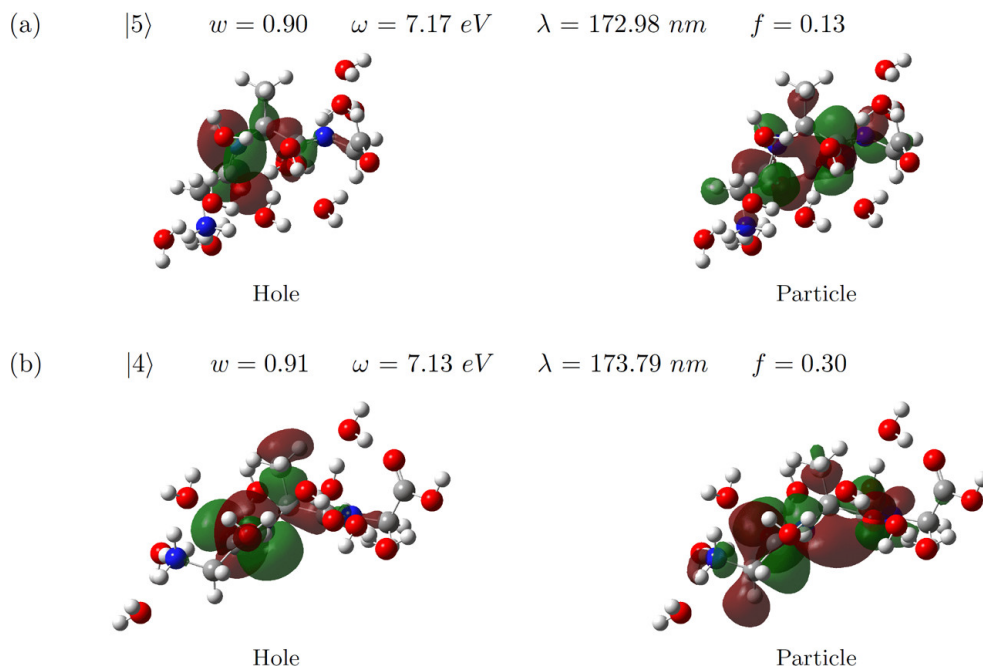 (a) |5⟩ w = 0.90 ω = 7.17 eV λ = 172.98 nm f = 0.13
Hole Particle
(b) |4⟩ w = 0.91 ω = 7.13 eV λ = 173.79 nm f = 0.30
Hole Particle